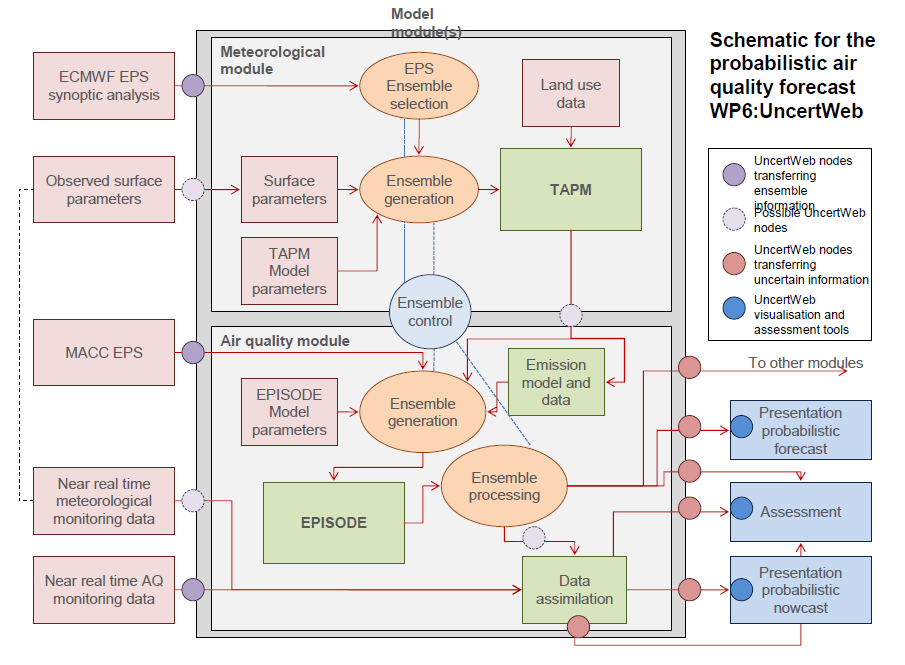 Model
module(s)
Schematic for the
probabilistic air
quality forecast
WP6:UncertWeb
Meteorological
module
ECMWF EPS
synoptic analysis
EPS
Ensemble
selection
Land use
data
UncertWeb nodes
transferring
ensemble
information
Possible UncertWeb
nodes
UncertWeb nodes
transferring
uncertain information
UncertWeb
visualisation and
assessment tools
Observed surface
parameters
Surface
parameters
Ensemble
generation
TAPM
TAPM
Model
parameters
Ensemble
control
Air quality module
MACC EPS
EPISODE
Model
parameters
Ensemble
generation
Emission
model and
data
To other modules
Presentation
probabilistic
forecast
Near real time
meteorological
monitoring data
EPISODE
Ensemble
processing
Assessment
Near real time AQ
monitoring data
Data
assimilation
Presentation
probabilistic
nowcast